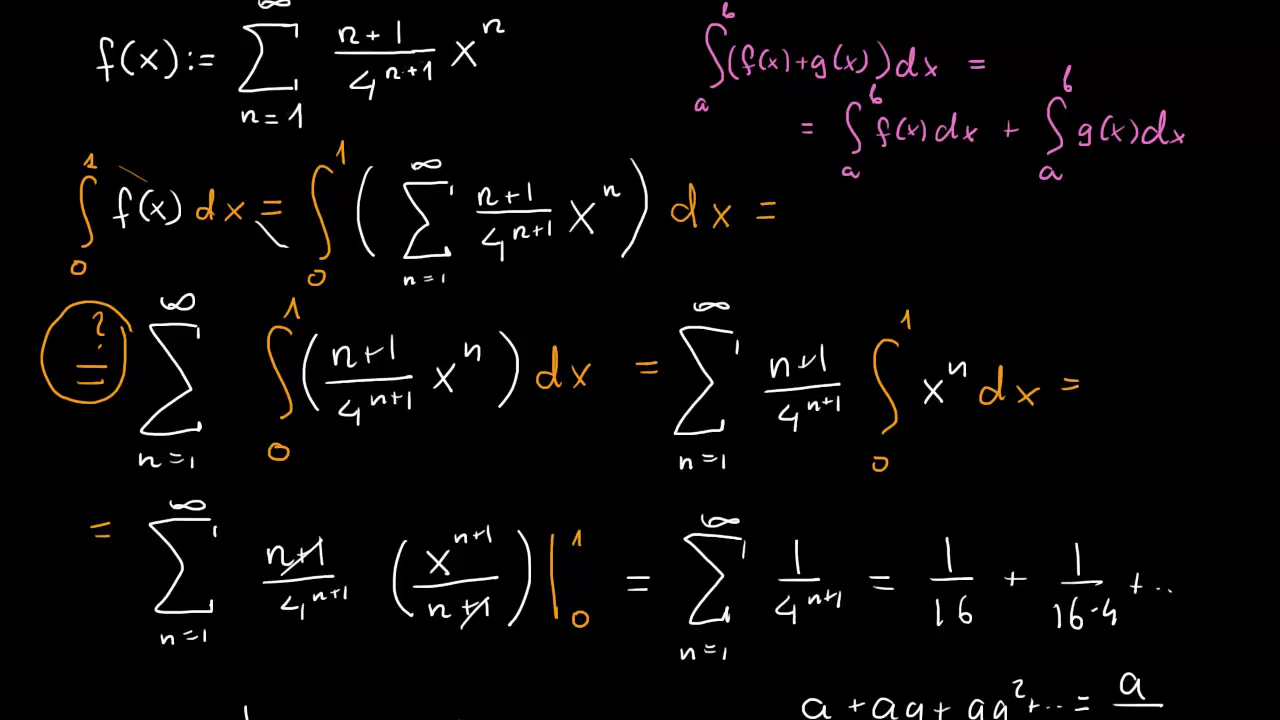 f(x) := ∑_{n=1}^{∞} (n+1)/4^{n+1} x^n
∫_a^b (f(x)+g(x)) dx =
= ∫_a^b f(x) dx + ∫_a^b g(x) dx
∫_0^1 f(x) dx = ∫_0^1 ( ∑_{n=1}^{∞} (n+1)/4^{n+1} x^n ) dx =
?= ∑_{n=1}^{∞} ∫_0^1 ( (n+1)/4^{n+1} x^n ) dx = ∑_{n=1}^{∞} (n+1)/4^{n+1} ∫_0^1 x^n dx =
= ∑_{n=1}^{∞} (n+1)/4^{n+1} ( x^{n+1}/(n+1) ) |_0^1 = ∑_{n=1}^{∞} 1/4^{n+1} = 1/16 + 1/(16·4) + ...
a + aq + aq^2 + ... = a